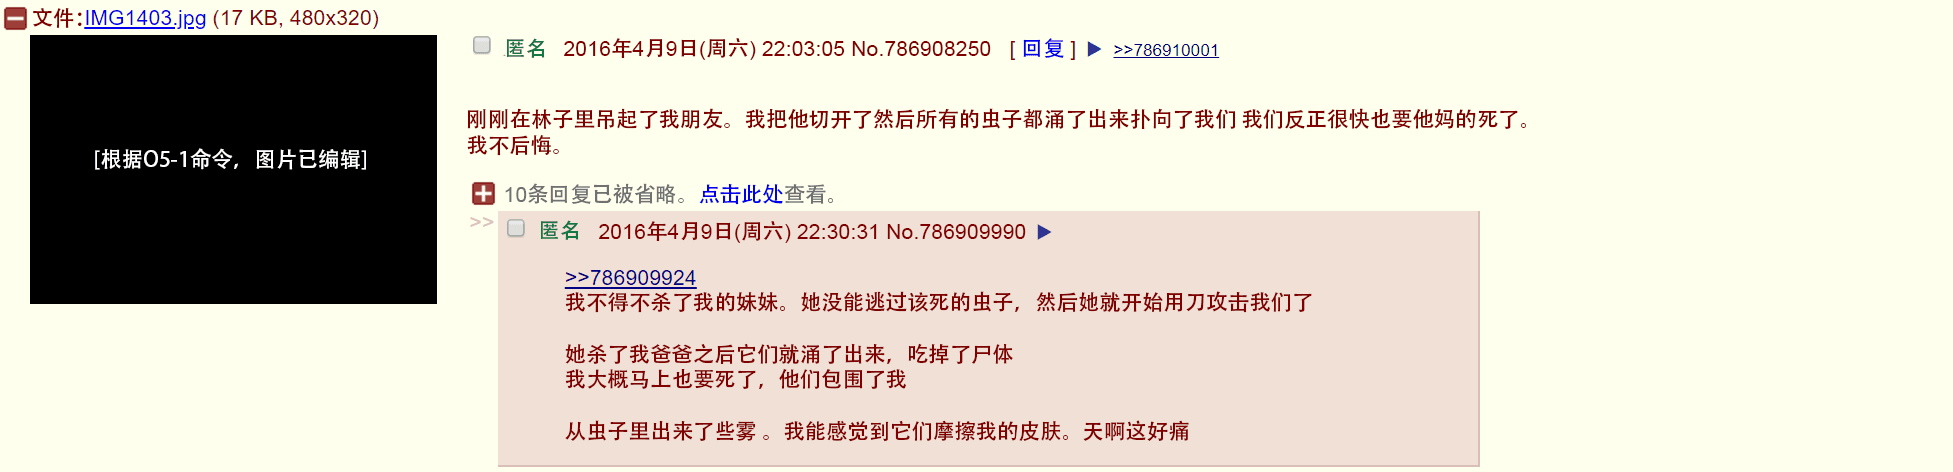 文件:IMG1403.jpg (17 KB, 480x320)
[根据O5-1命令，图片已编辑]
匿名 2016年4月9日(周六) 22:03:05 No.786908250 [ 回复 ] ▶ >>786910001
刚刚在林子里吊起了我朋友。我把他切开了然后所有的虫子都涌了出来扑向了我们 我们反正很快也要他妈的死了。
我不后悔。
10条回复已被省略。点击此处查看。
>> 匿名 2016年4月9日(周六) 22:30:31 No.786909990 ▶
>>786909924
我不得不杀了我的妹妹。她没能逃过该死的虫子，然后她就开始用刀攻击我们了
她杀了我爸爸之后它们就涌了出来，吃掉了尸体
我大概马上也要死了，他们包围了我
从虫子里出来了些雾 。我能感觉到它们摩擦我的皮肤。天啊这好痛